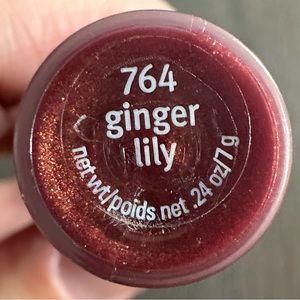 764
ginger
lily
net wt/poids net .24 oz/7 g